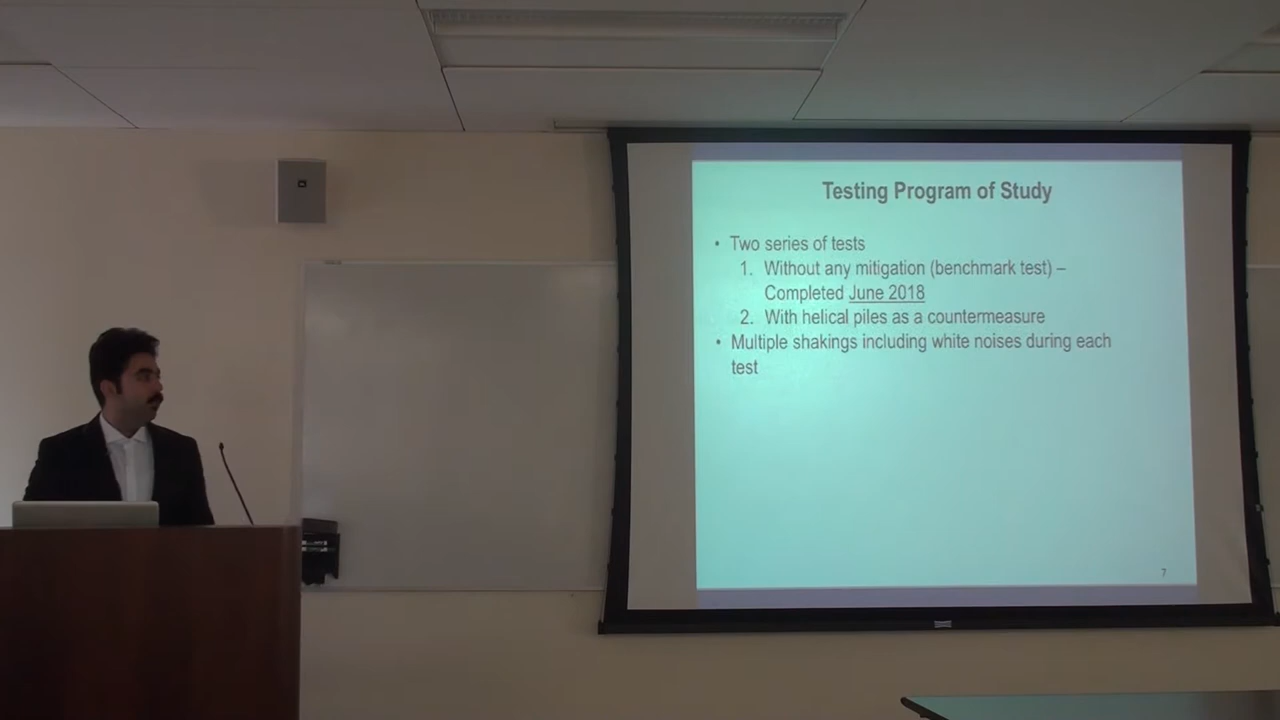 Testing Program of Study
• Two series of tests
1. Without any mitigation (benchmark test) –
Completed June 2018
2. With helical piles as a countermeasure
• Multiple shakings including white noises during each
test
7